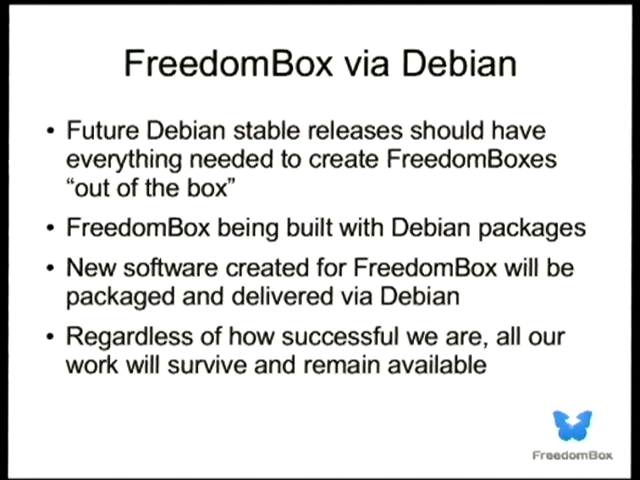 FreedomBox via Debian
• Future Debian stable releases should have
everything needed to create FreedomBoxes
“out of the box”
• FreedomBox being built with Debian packages
• New software created for FreedomBox will be
packaged and delivered via Debian
• Regardless of how successful we are, all our
work will survive and remain available
FreedomBox